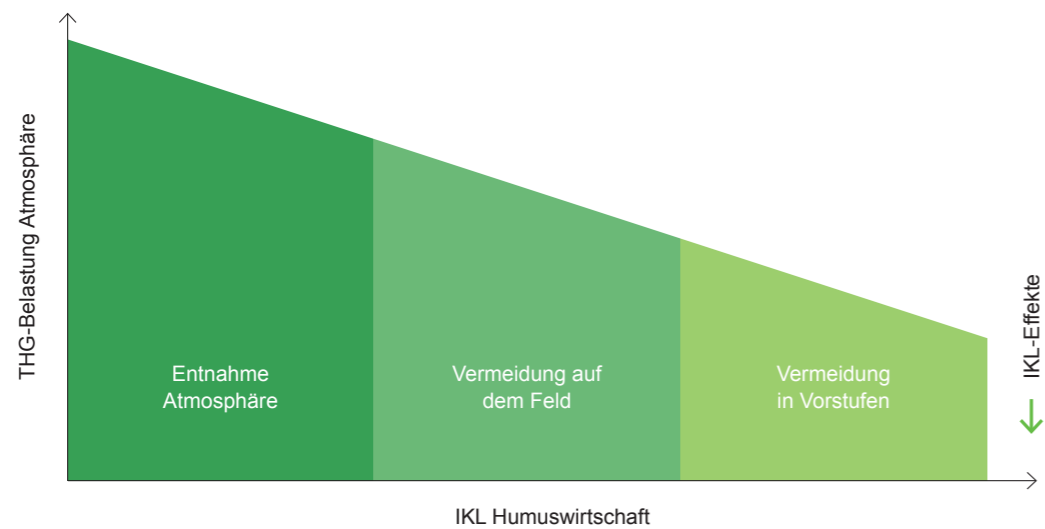 THG-Belastung Atmosphäre
Entnahme
Atmosphäre
Vermeidung auf
dem Feld
Vermeidung
in Vorstufen
IKL-Effekte
IKL Humuswirtschaft